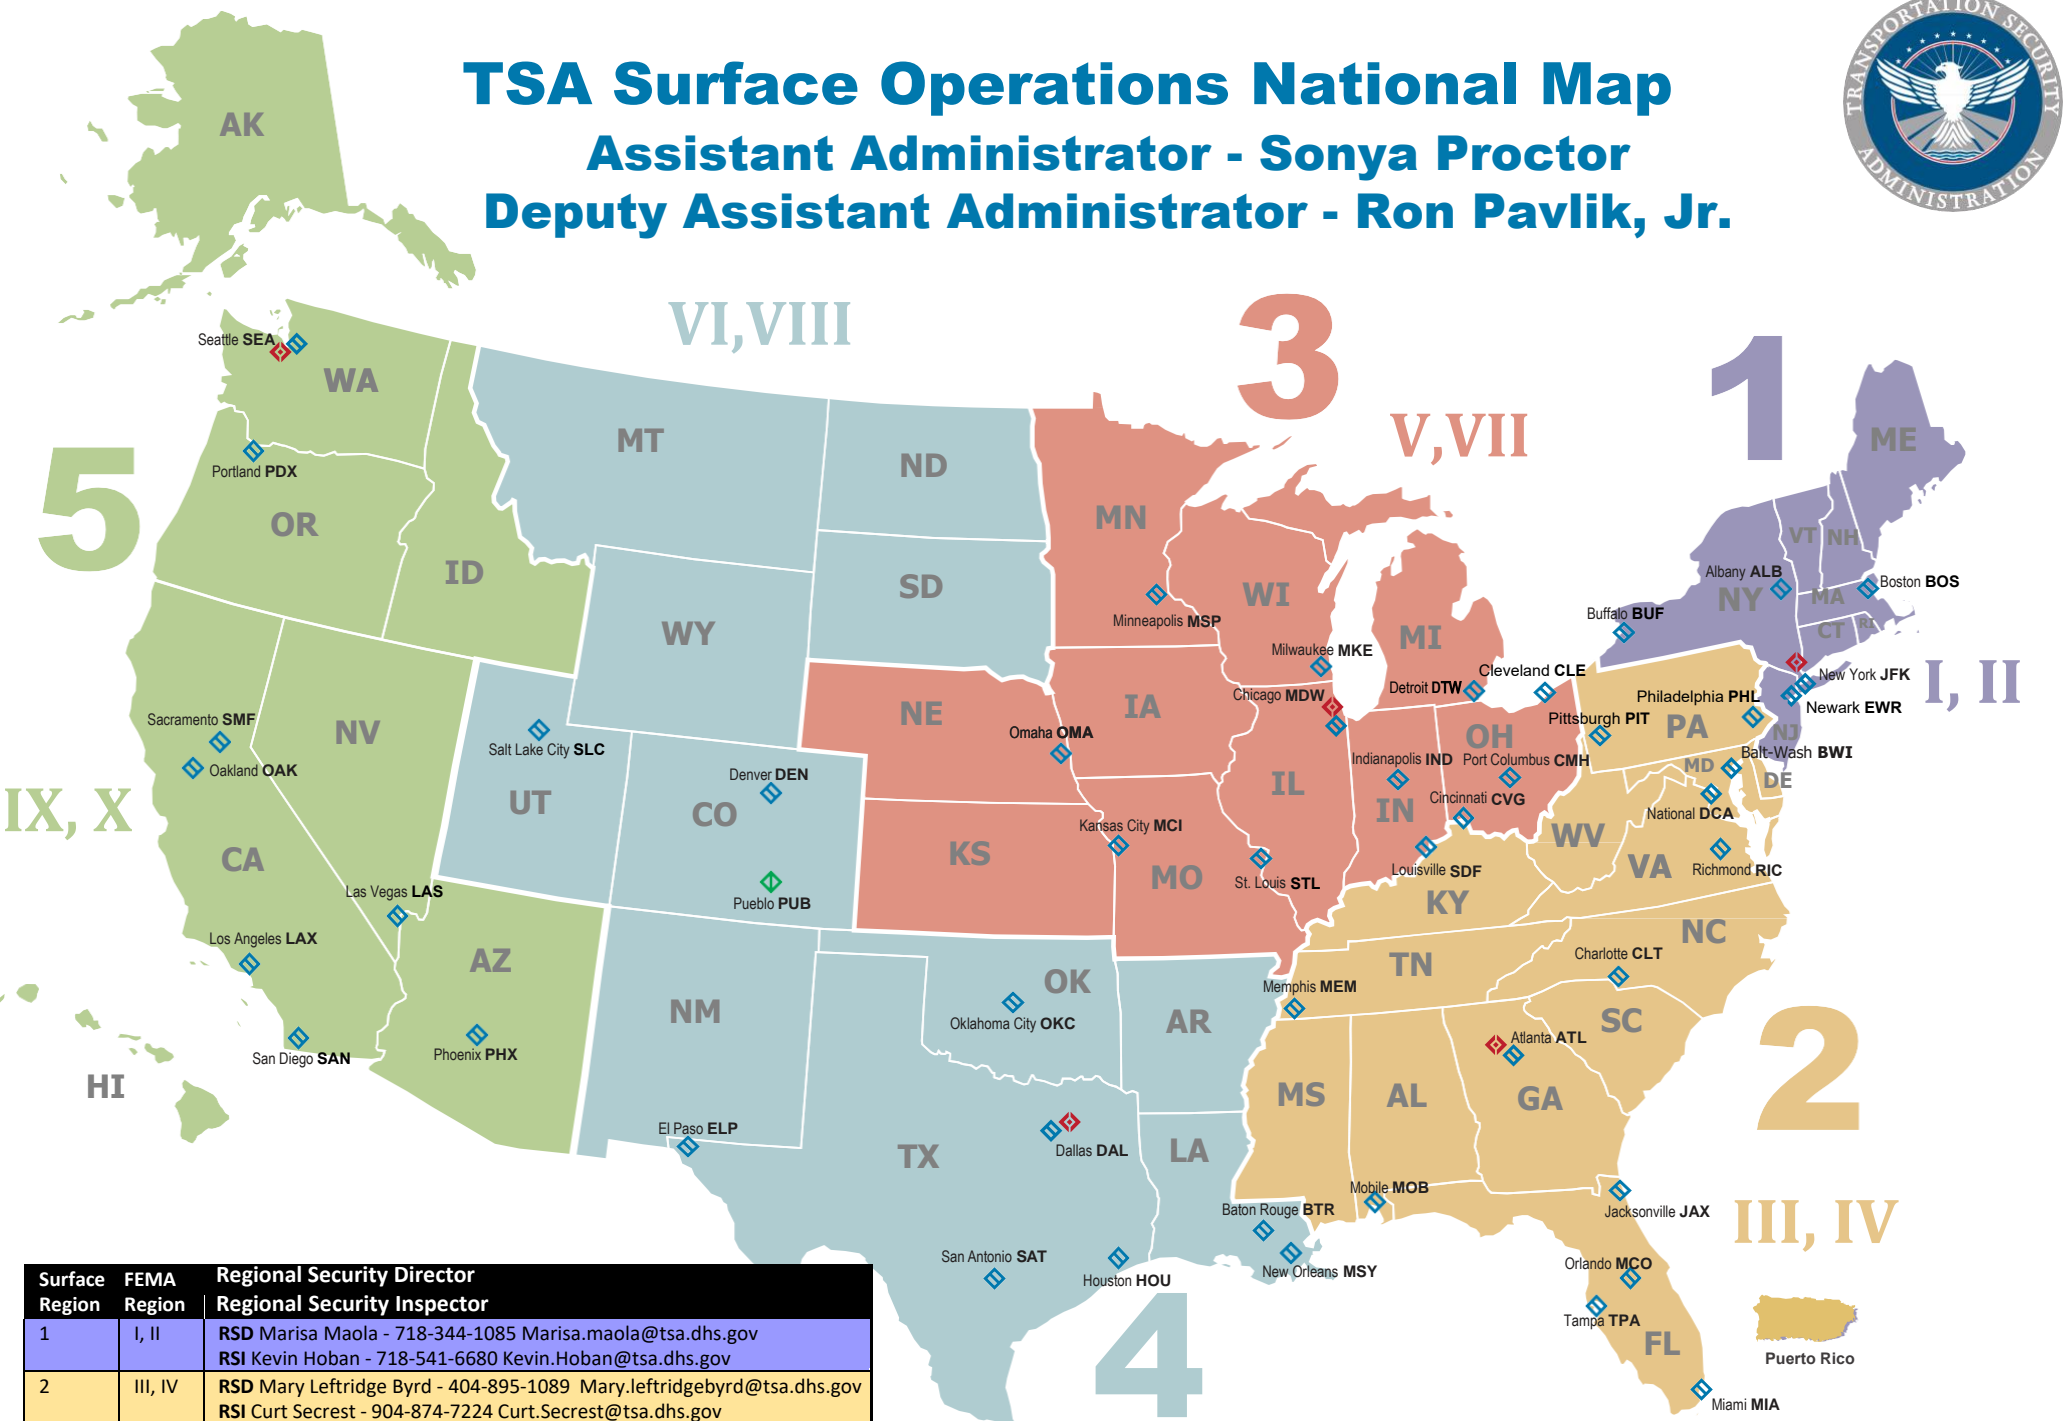 TSA Surface Operations National Map
Assistant Administrator - Sonya Proctor
Deputy Assistant Administrator - Ron Pavlik, Jr.
TRANSPORTATION SECURITY
ADMINISTRATION
AK
VI,VIII
3
V,VII
1
I, II
5
IX, X
2
III, IV
4
Seattle SEA
WA
Portland PDX
OR
ID
MT
ND
SD
WY
MN
Minneapolis MSP
WI
Milwaukee MKE
MI
Detroit DTW
Cleveland CLE
Chicago MDW
ME
VT
NH
Albany ALB
NY
MA
Boston BOS
Buffalo BUF
CT
RI
New York JFK
Newark EWR
NJ
Philadelphia PHL
Pittsburgh PIT
PA
Balt-Wash BWI
MD
DE
National DCA
Sacramento SMF
Oakland OAK
NV
CA
Salt Lake City SLC
UT
Denver DEN
CO
Pueblo PUB
NE
Omaha OMA
IA
IL
Indianapolis IND
IN
OH
Port Columbus CMH
Cincinnati CVG
KS
Kansas City MCI
MO
St. Louis STL
Louisville SDF
KY
WV
VA
Richmond RIC
Las Vegas LAS
Los Angeles LAX
San Diego SAN
AZ
Phoenix PHX
NM
OK
Oklahoma City OKC
AR
TN
Memphis MEM
NC
Charlotte CLT
SC
Atlanta ATL
GA
MS
AL
HI
El Paso ELP
TX
Dallas DAL
LA
Baton Rouge BTR
New Orleans MSY
Mobile MOB
Jacksonville JAX
San Antonio SAT
Houston HOU
Orlando MCO
Tampa TPA
FL
Miami MIA
Puerto Rico
Surface Region FEMA Region Regional Security Director
Regional Security Inspector
1 I, II RSD Marisa Maola - 718-344-1085 Marisa.maola@tsa.dhs.gov
RSI Kevin Hoban - 718-541-6680 Kevin.Hoban@tsa.dhs.gov
2 III, IV RSD Mary Leftridge Byrd - 404-895-1089 Mary.leftridgebyrd@tsa.dhs.gov
RSI Curt Secrest - 904-874-7224 Curt.Secrest@tsa.dhs.gov